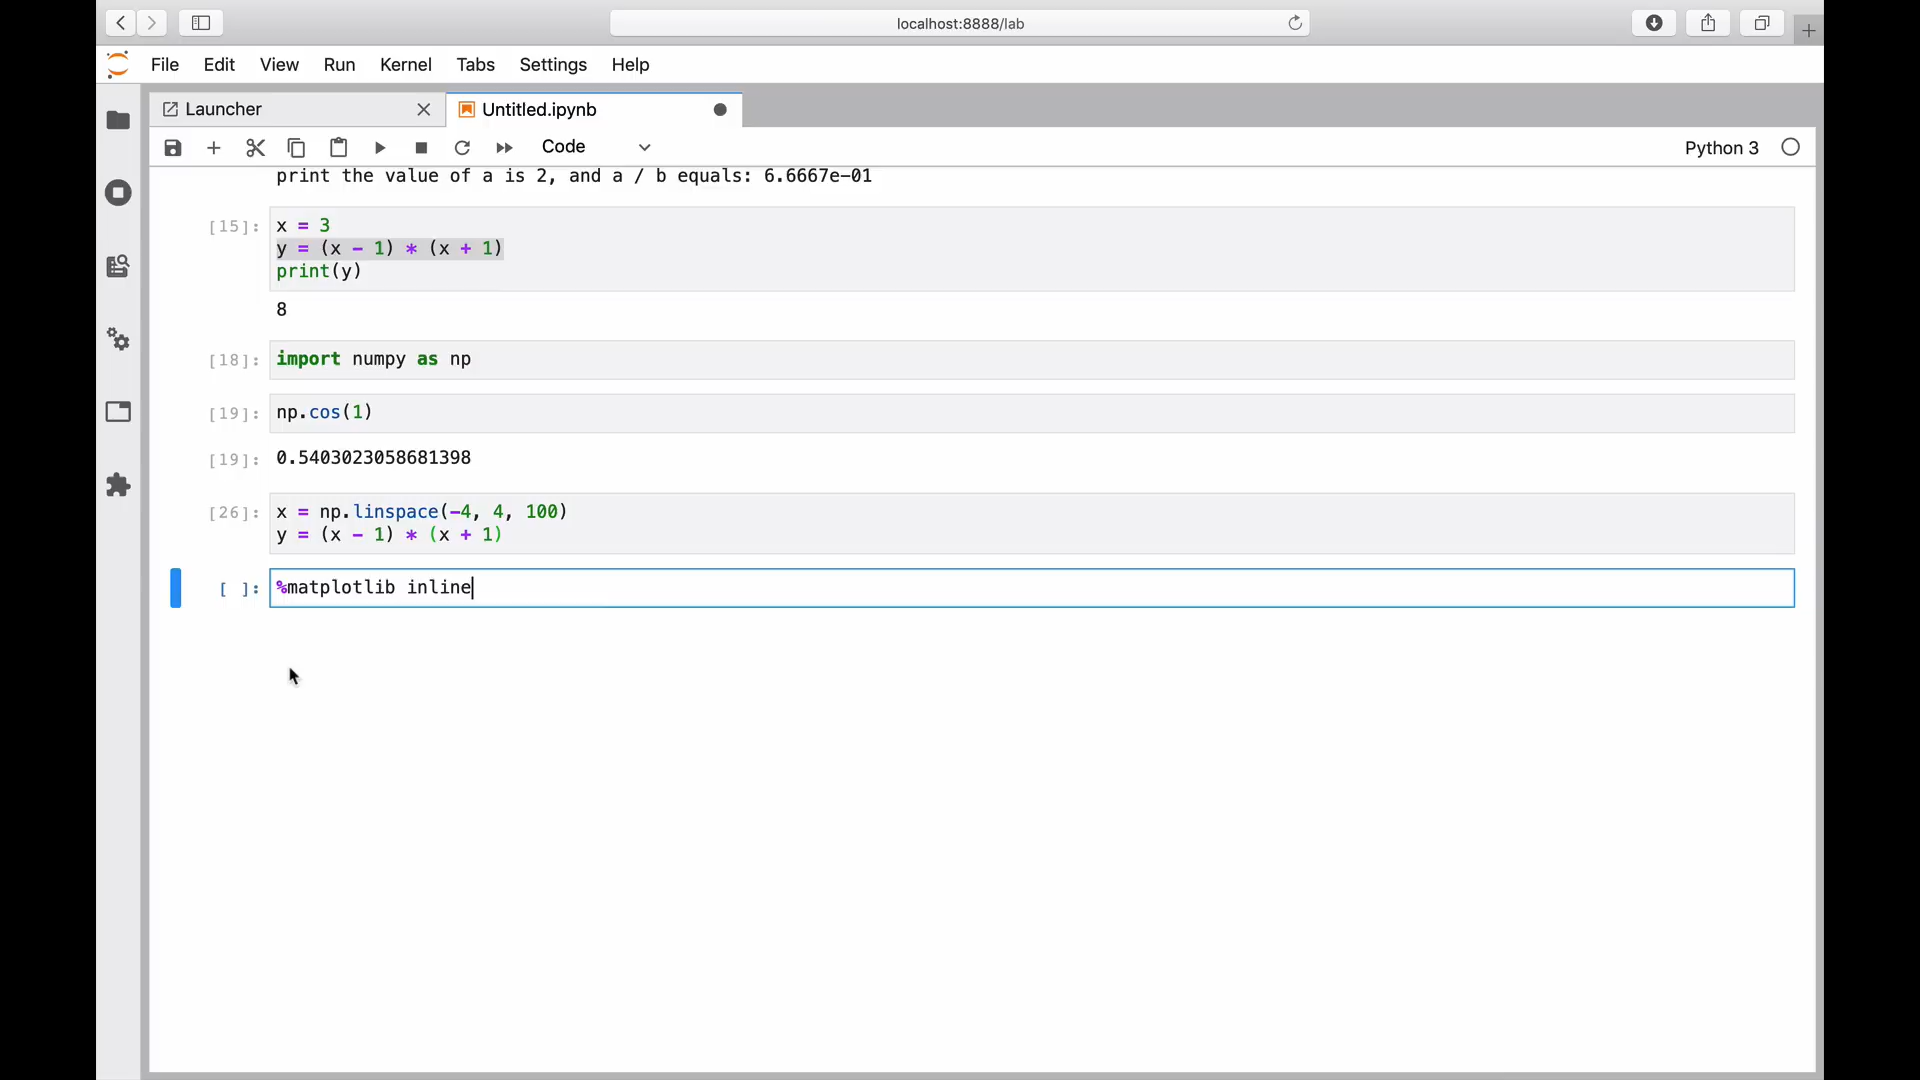 localhost:8888/lab
File Edit View Run Kernel Tabs Settings Help
Launcher
Untitled.ipynb
Code
Python 3
print the value of a is 2, and a / b equals: 6.6667e-01
[15]:
x = 3
y = (x - 1) * (x + 1)
print(y)
8
[18]:
import numpy as np
[19]:
np.cos(1)
[19]:
0.5403023058681398
[26]:
x = np.linspace(-4, 4, 100)
y = (x - 1) * (x + 1)
[ ]:
%matplotlib inline